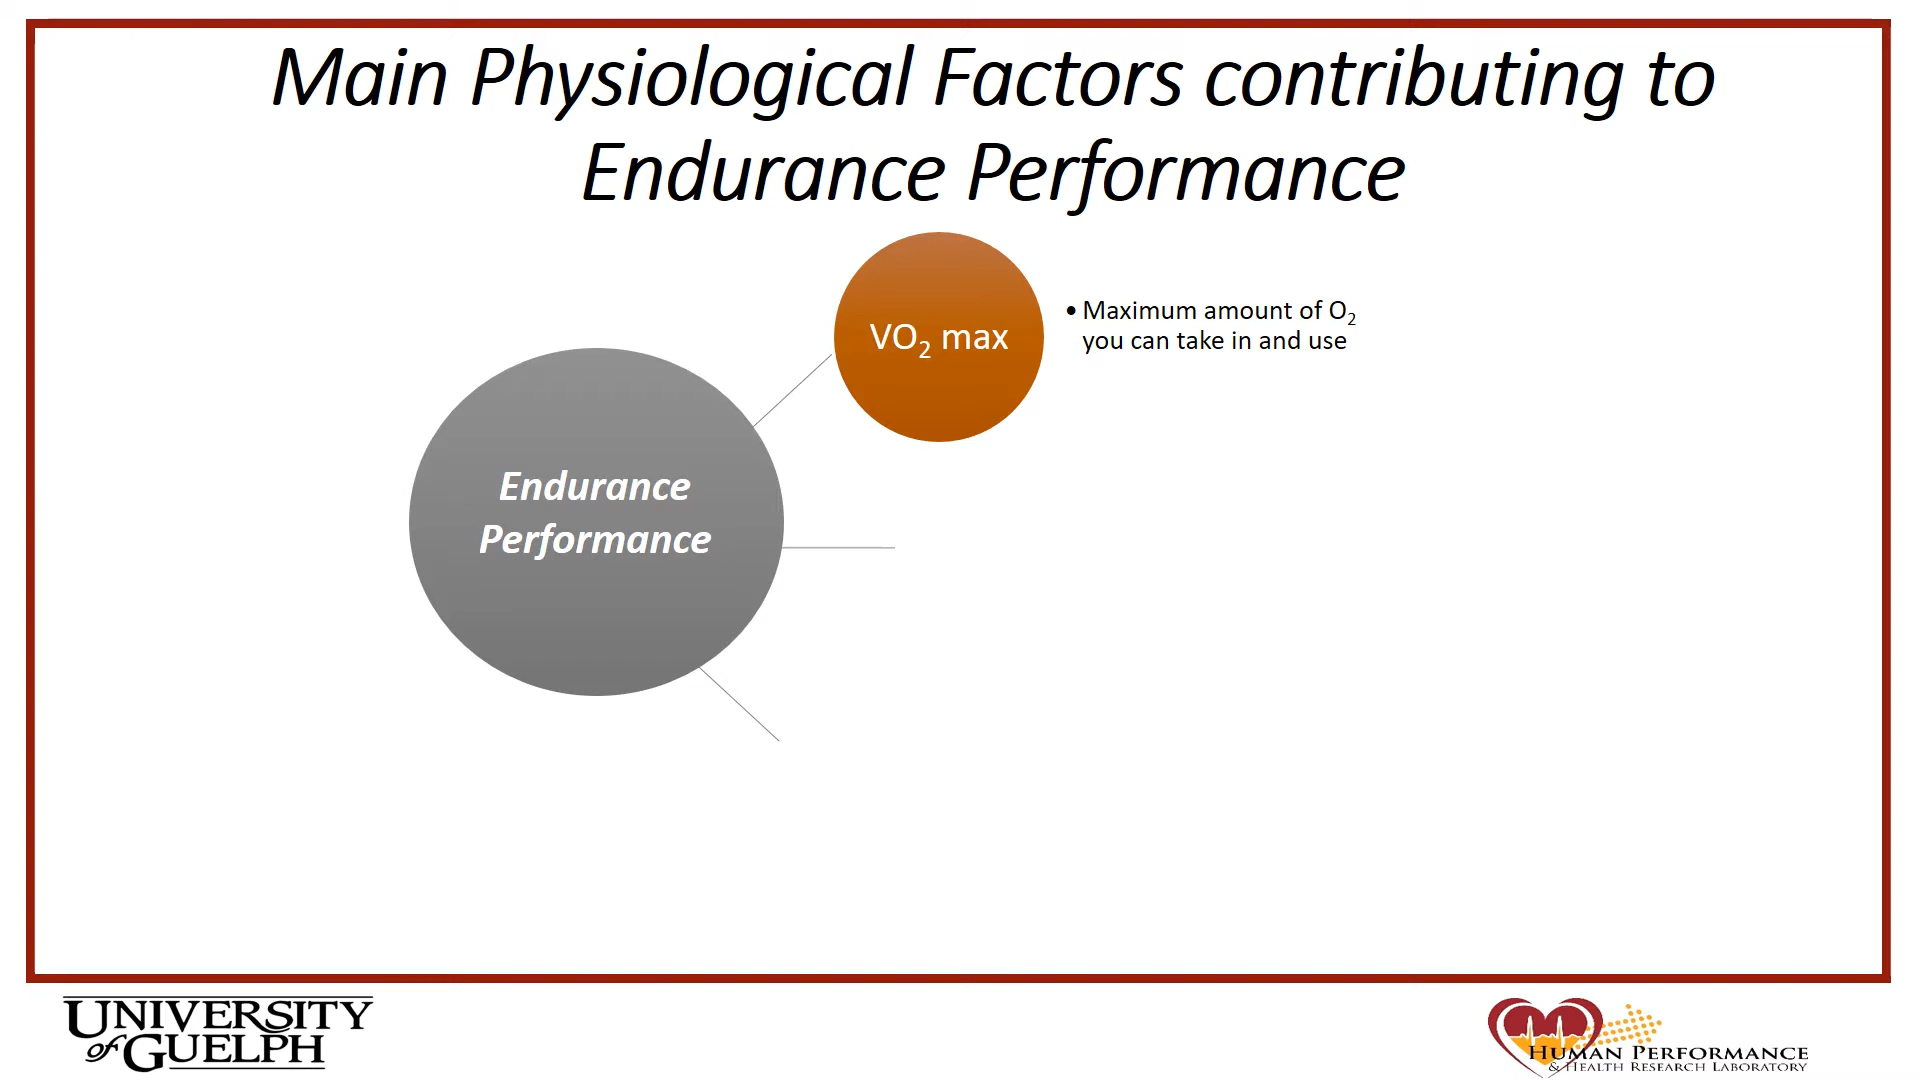 Main Physiological Factors contributing to
Endurance Performance
VO₂ max
• Maximum amount of O₂
you can take in and use
Endurance
Performance
UNIVERSITY
of GUELPH
HUMAN PERFORMANCE
& HEALTH RESEARCH LABORATORY